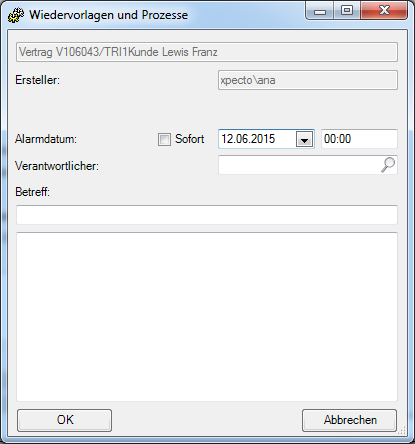 Wiedervorlagen und Prozesse
Vertrag V106043/TRI1Kunde Lewis Franz
Ersteller: xpecto\ana
Alarmdatum: Sofort 12.06.2015 00:00
Verantwortlicher:
Betreff:
OK Abbrechen